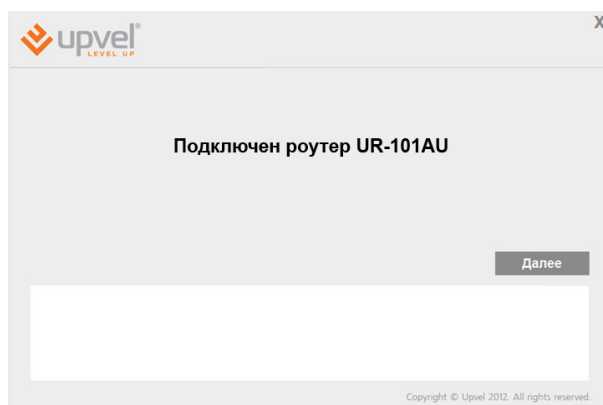 X
upvel®
LEVEL UP
Подключен роутер UR-101AU
Далее
Copyright © Upvel 2012. All rights reserved.